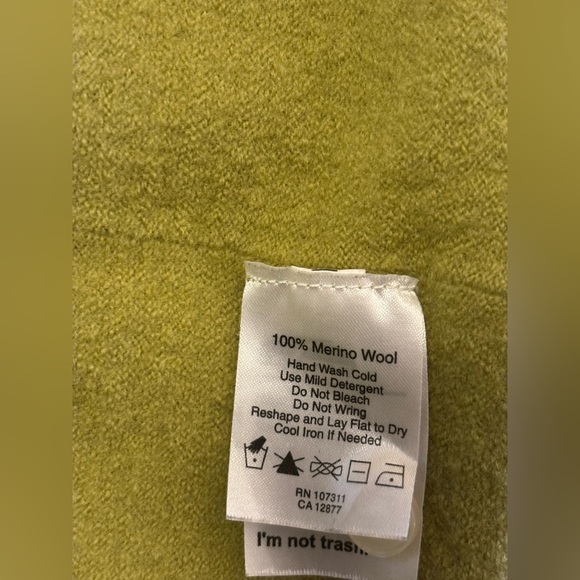 100% Merino Wool
Hand Wash Cold
Use Mild Detergent
Do Not Bleach
Do Not Wring
Reshape and Lay Flat to Dry
Cool Iron If Needed
RN 107311
CA 12877
I'm not trash.